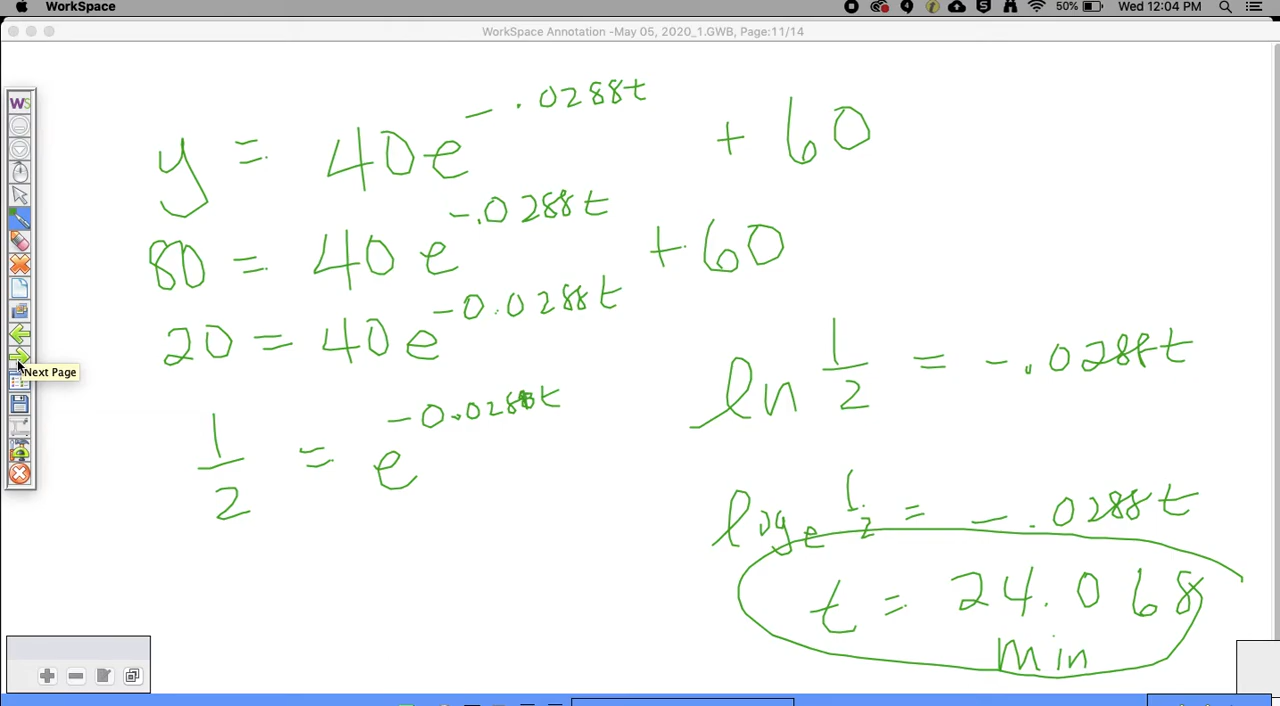 WorkSpace
50%
Wed 12:04 PM
WorkSpace Annotation -May 05, 2020_1.GWB, Page:11/14
WS
y = 40e^-.0288t + 60
80 = 40e^-.0288t +60
20 = 40e^-0.0288t
Next Page
1/2 = e^-0.0288t
ln 1/2 = -.0288t
log_e 1/2 = -.0288t
t = 24.068
min